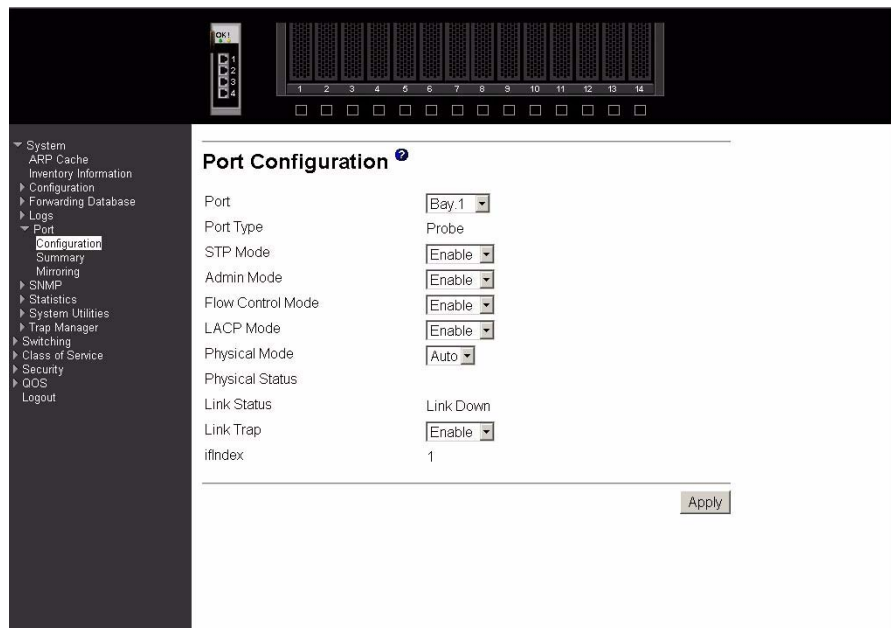 OK!
1
2
3
4
1 2 3 4 5 6 7 8 9 10 11 12 13 14
System
ARP Cache
Inventory Information
Configuration
Forwarding Database
Logs
Port
Configuration
Summary
Mirroring
SNMP
Statistics
System Utilities
Trap Manager
Switching
Class of Service
Security
QOS
Logout
Port Configuration ?
Port Bay.1
Port Type Probe
STP Mode Enable
Admin Mode Enable
Flow Control Mode Enable
LACP Mode Enable
Physical Mode Auto
Physical Status
Link Status Link Down
Link Trap Enable
ifIndex 1
Apply